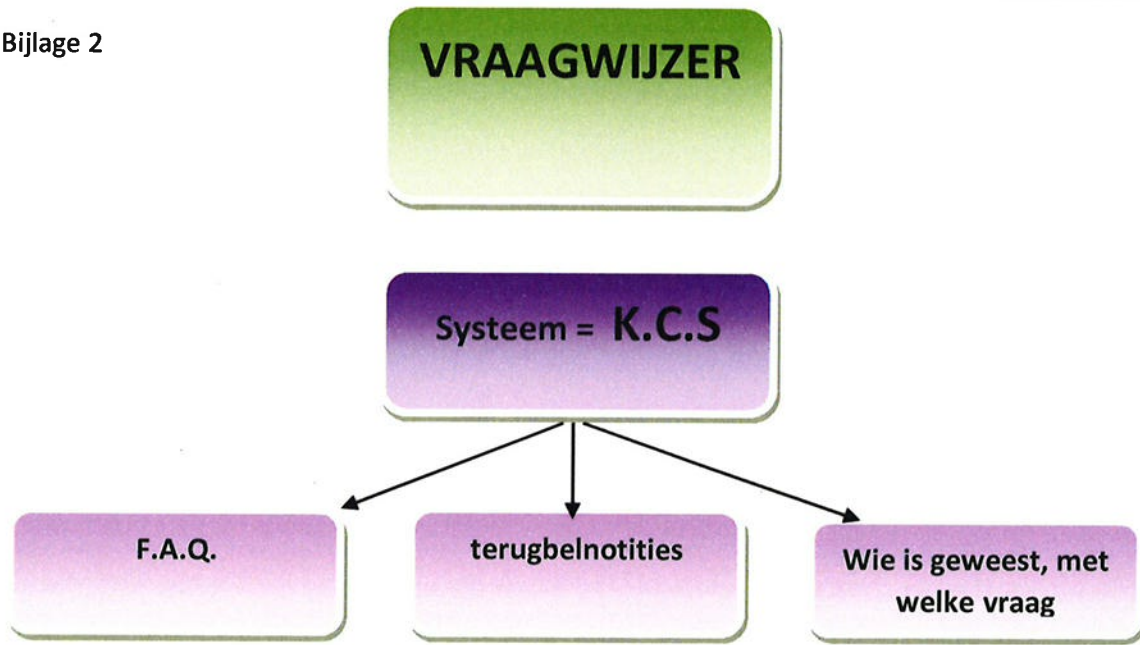 Bijlage 2
VRAAGWIJZER
Systeem = K.C.S
F.A.Q.
terugbelnotities
Wie is geweest, met
welke vraag